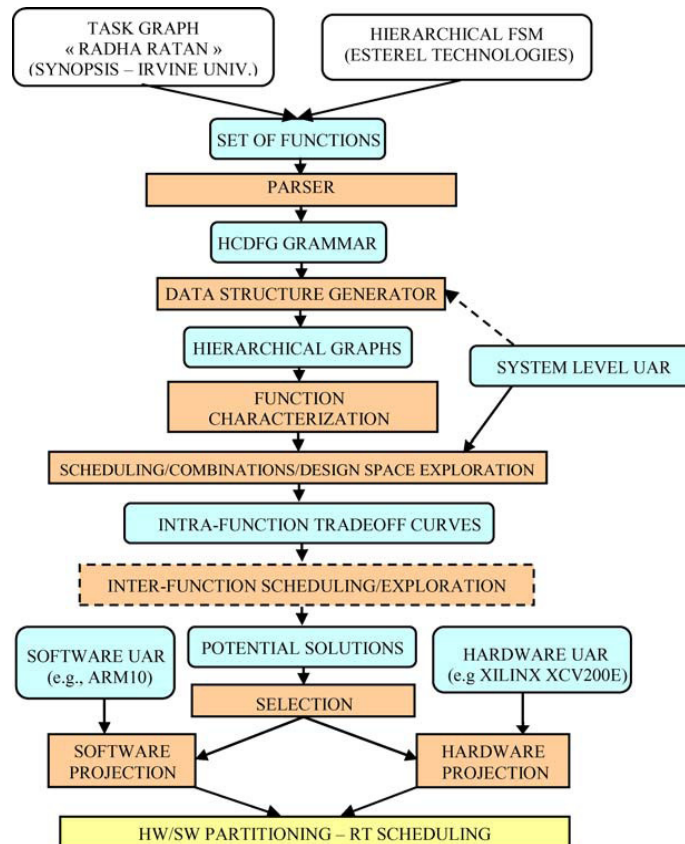 TASK GRAPH
« RADHA RATAN »
(SYNOPSIS – IRVINE UNIV.)
HIERARCHICAL FSM
(ESTEREL TECHNOLOGIES)
SET OF FUNCTIONS
PARSER
HCDFG GRAMMAR
DATA STRUCTURE GENERATOR
HIERARCHICAL GRAPHS
SYSTEM LEVEL UAR
FUNCTION
CHARACTERIZATION
SCHEDULING/COMBINATIONS/DESIGN SPACE EXPLORATION
INTRA-FUNCTION TRADEOFF CURVES
INTER-FUNCTION SCHEDULING/EXPLORATION
SOFTWARE UAR
(e.g., ARM10)
POTENTIAL SOLUTIONS
HARDWARE UAR
(e.g XILINX XCV200E)
SELECTION
SOFTWARE
PROJECTION
HARDWARE
PROJECTION
HW/SW PARTITIONING – RT SCHEDULING